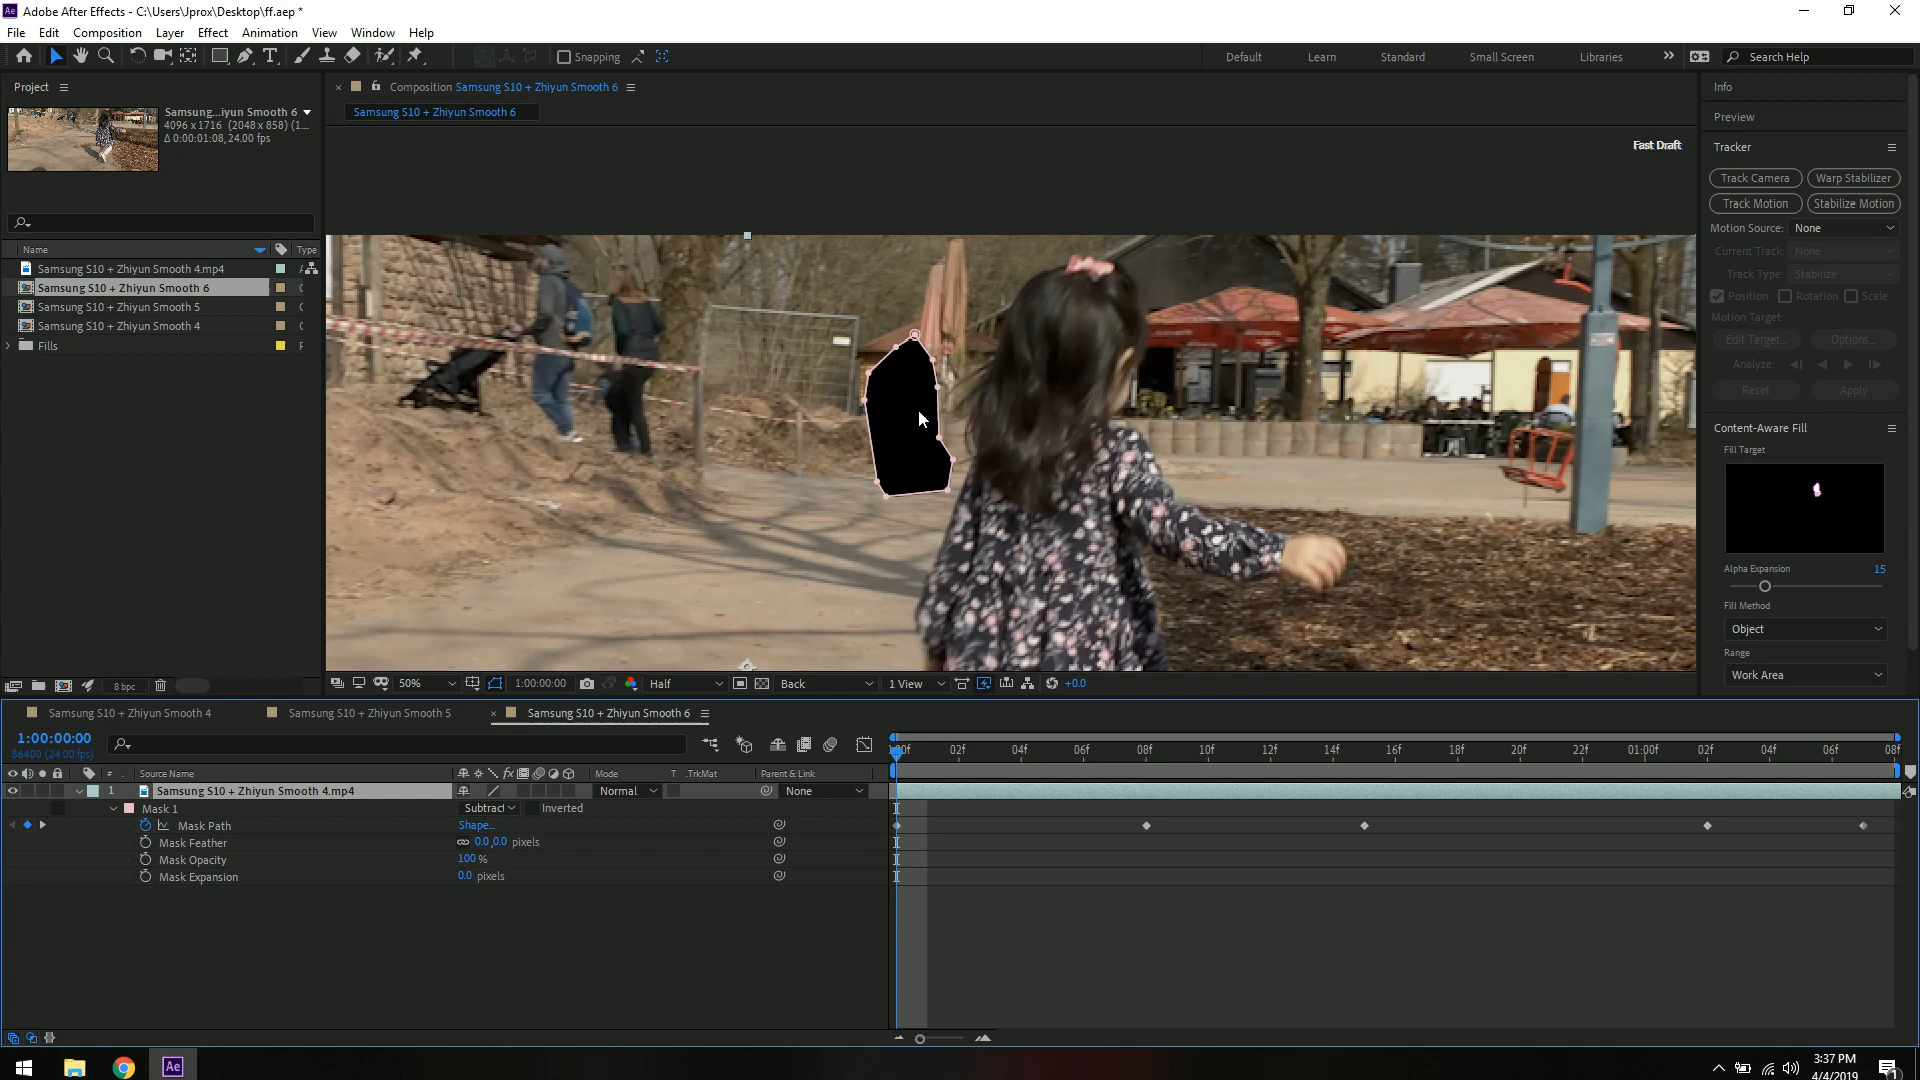 Adobe After Effects - C:\Users\Jprox\Desktop\ff.aep *
File Edit Composition Layer Effect Animation View Window Help
Snapping
Default Learn Standard Small Screen Libraries
Search Help
Project
Samsung...iyun Smooth 6
4096 x 1716 (2048 x 858) (1...
Δ 0:00:01:08, 24.00 fps
Name Type
Samsung S10 + Zhiyun Smooth 4.mp4
Samsung S10 + Zhiyun Smooth 6
Samsung S10 + Zhiyun Smooth 5
Samsung S10 + Zhiyun Smooth 4
Fills
8 bpc
Composition Samsung S10 + Zhiyun Smooth 6
Samsung S10 + Zhiyun Smooth 6
Fast Draft
50% 0:00:00:00 Half Back 1 View +0.0
Info
Preview
Tracker
Track Camera Warp Stabilizer
Track Motion Stabilize Motion
Motion Source: None
Current Track: None
Track Type: Stabilize
Position Rotation Scale
Motion Target:
Edit Target... Options...
Analyze:
Reset Apply
Content-Aware Fill
Fill Target
Alpha Expansion 15
Fill Method
Object
Range
Work Area
Samsung S10 + Zhiyun Smooth 4 Samsung S10 + Zhiyun Smooth 5 Samsung S10 + Zhiyun Smooth 6
1:00:00:00
86400 (24.00 fps)
:00f 02f 04f 06f 08f 10f 12f 14f 16f 18f 20f 22f 01:00f 02f 04f 06f 08f
# . Source Name fx Mode T .TrkMat Parent & Link
1 Samsung S10 + Zhiyun Smooth 4.mp4 Normal None
Mask 1 Subtract Inverted
Mask Path Shape...
Mask Feather 0.0,0.0 pixels
Mask Opacity 100 %
Mask Expansion 0.0 pixels
Ae
3:37 PM
4/4/2019
1